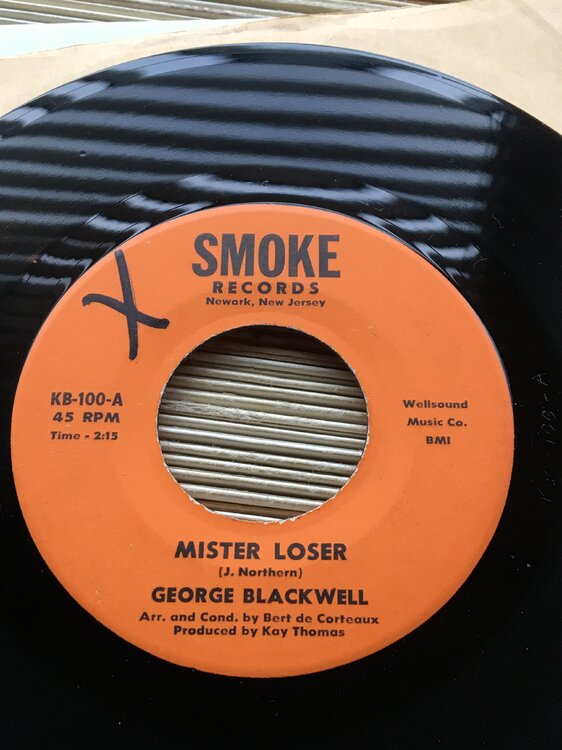 SMOKE
RECORDS
Newark, New Jersey
X
KB-100-A
45 RPM
Time - 2:15
Wellsound
Music Co.
BMI
MISTER LOSER
(J. Northern)
GEORGE BLACKWELL
Arr. and Cond. by Bert de Corteaux
Produced by Kay Thomas